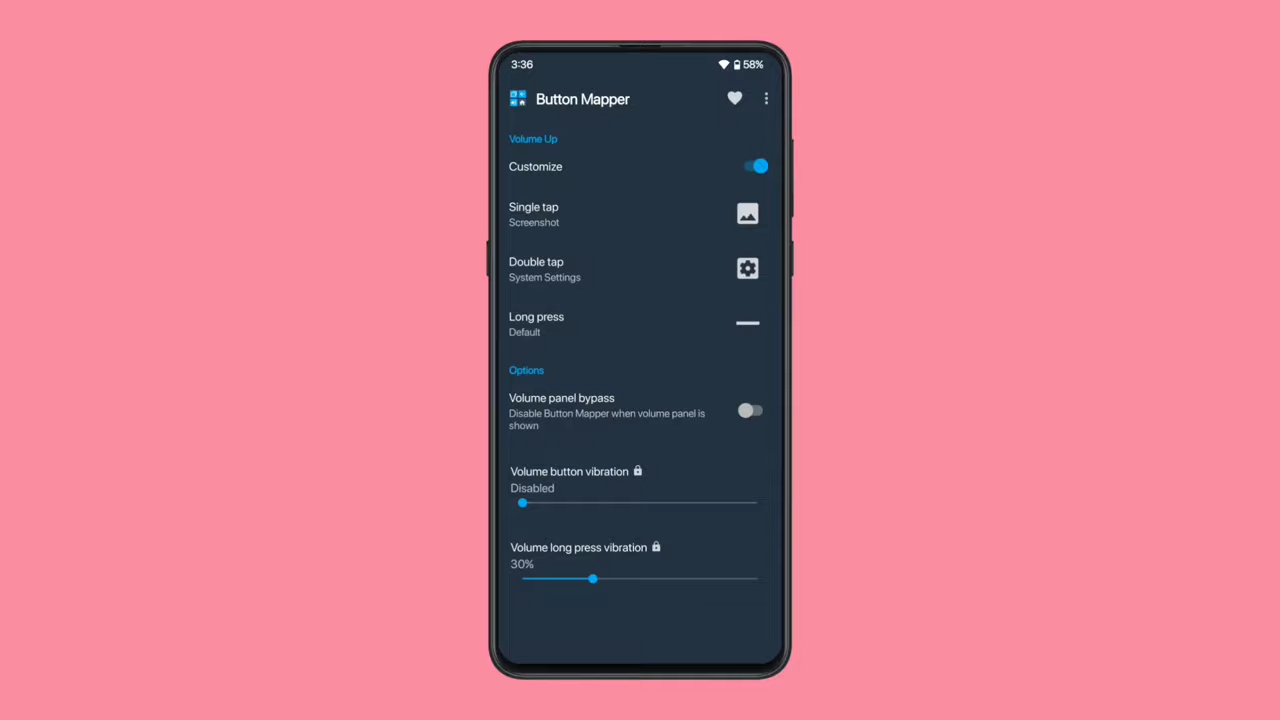 3:36
58%
Button Mapper
Volume Up
Customize
Single tap
Screenshot
Double tap
System Settings
Long press
Default
Options
Volume panel bypass
Disable Button Mapper when volume panel is
shown
Volume button vibration
Disabled
Volume long press vibration
30%